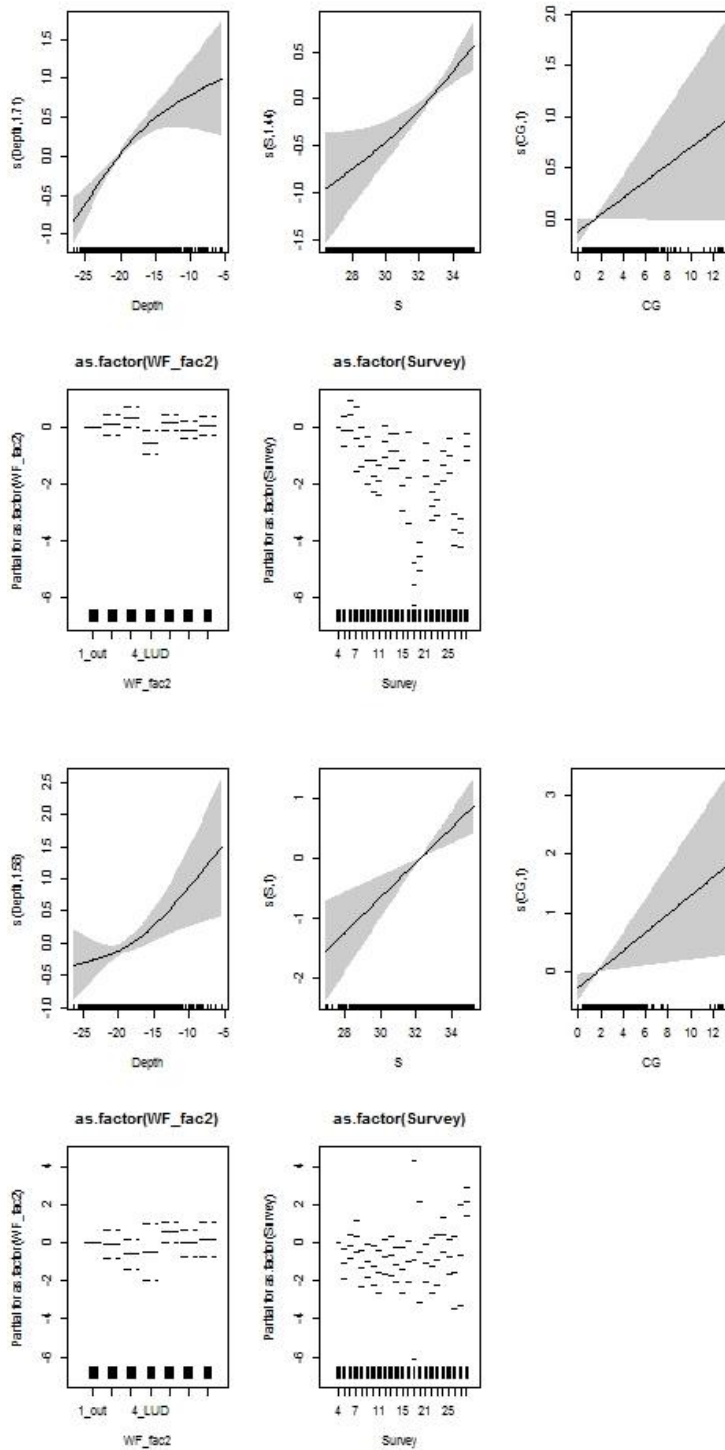 s(Depth,1.71)
-1.0 -0.5 0.0 0.5 1.0 1.5
-25 -20 -15 -10 -5
Depth
s(S,1.44)
-1.5 -1.0 -0.5 0.0 0.5
28 30 32 34
S
s(CG,1)
0.0 0.5 1.0 1.5 2.0
0 2 4 6 8 10 12
CG
as.factor(WF_fac2)
Partial for as.factor(WF_fac2)
-6 -4 -2 0
1_out 4_LUD
WF_fac2
as.factor(Survey)
Partial for as.factor(Survey)
-6 -4 -2 0
4 7 11 15 21 25
Survey
s(Depth,1.58)
-1.0 -0.5 0.0 0.5 1.0 1.5 2.0 2.5
-25 -20 -15 -10 -5
Depth
s(S,1)
-2 -1 0 1
28 30 32 34
S
s(CG,1)
0 1 2 3
0 2 4 6 8 10 12
CG
as.factor(WF_fac2)
Partial for as.factor(WF_fac2)
-6 -4 -2 0 2 4
1_out 4_LUD
WF_fac2
as.factor(Survey)
Partial for as.factor(Survey)
-6 -4 -2 0 2 4
4 7 11 15 21 25
Survey